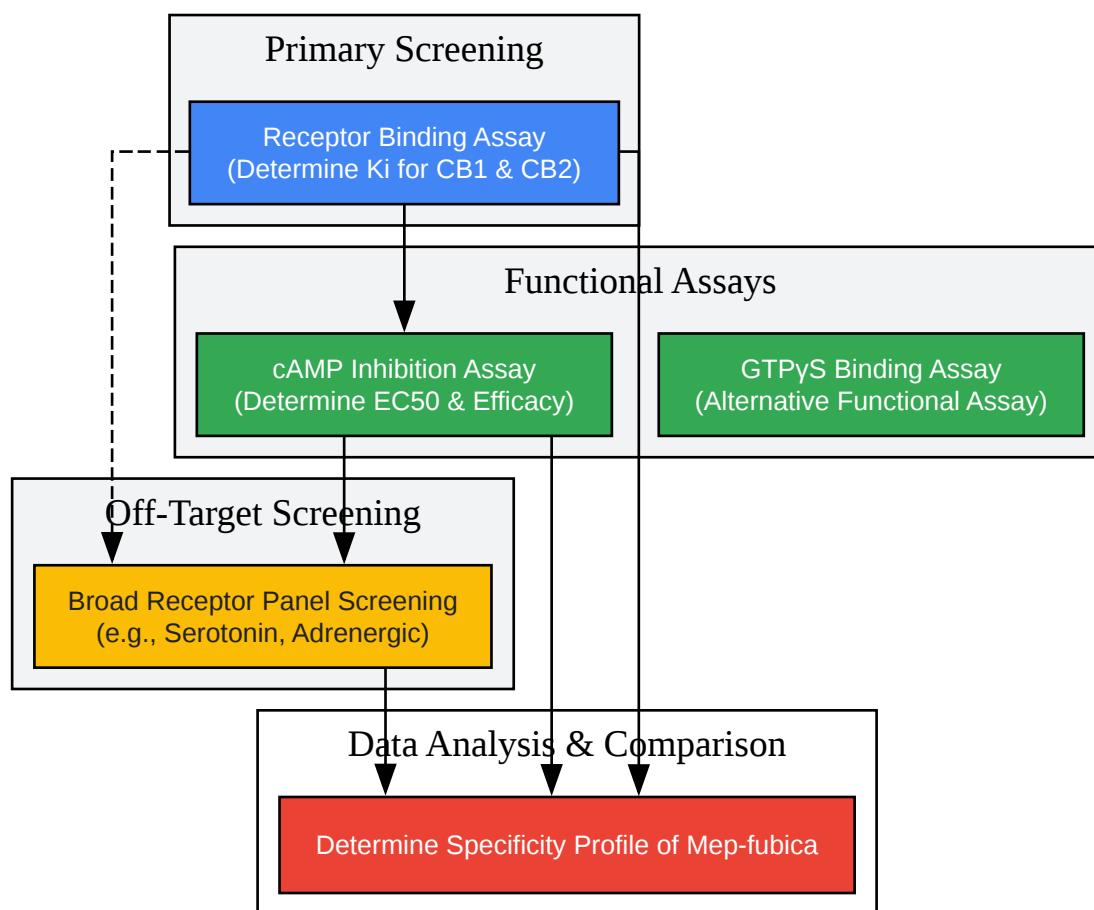 Primary Screening
Receptor Binding Assay
(Determine Ki for CB1 & CB2)
Functional Assays
cAMP Inhibition Assay
(Determine EC50 & Efficacy)
GTPγS Binding Assay
(Alternative Functional Assay)
Off-Target Screening
Broad Receptor Panel Screening
(e.g., Serotonin, Adrenergic)
Data Analysis & Comparison
Determine Specificity Profile of Mep-fubica